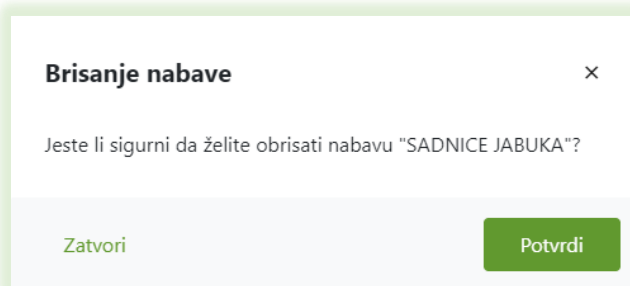 Brisanje nabave ×
Jeste li sigurni da želite obrisati nabavu "SADNICE JABUKA"?
Zatvori Potvrdi